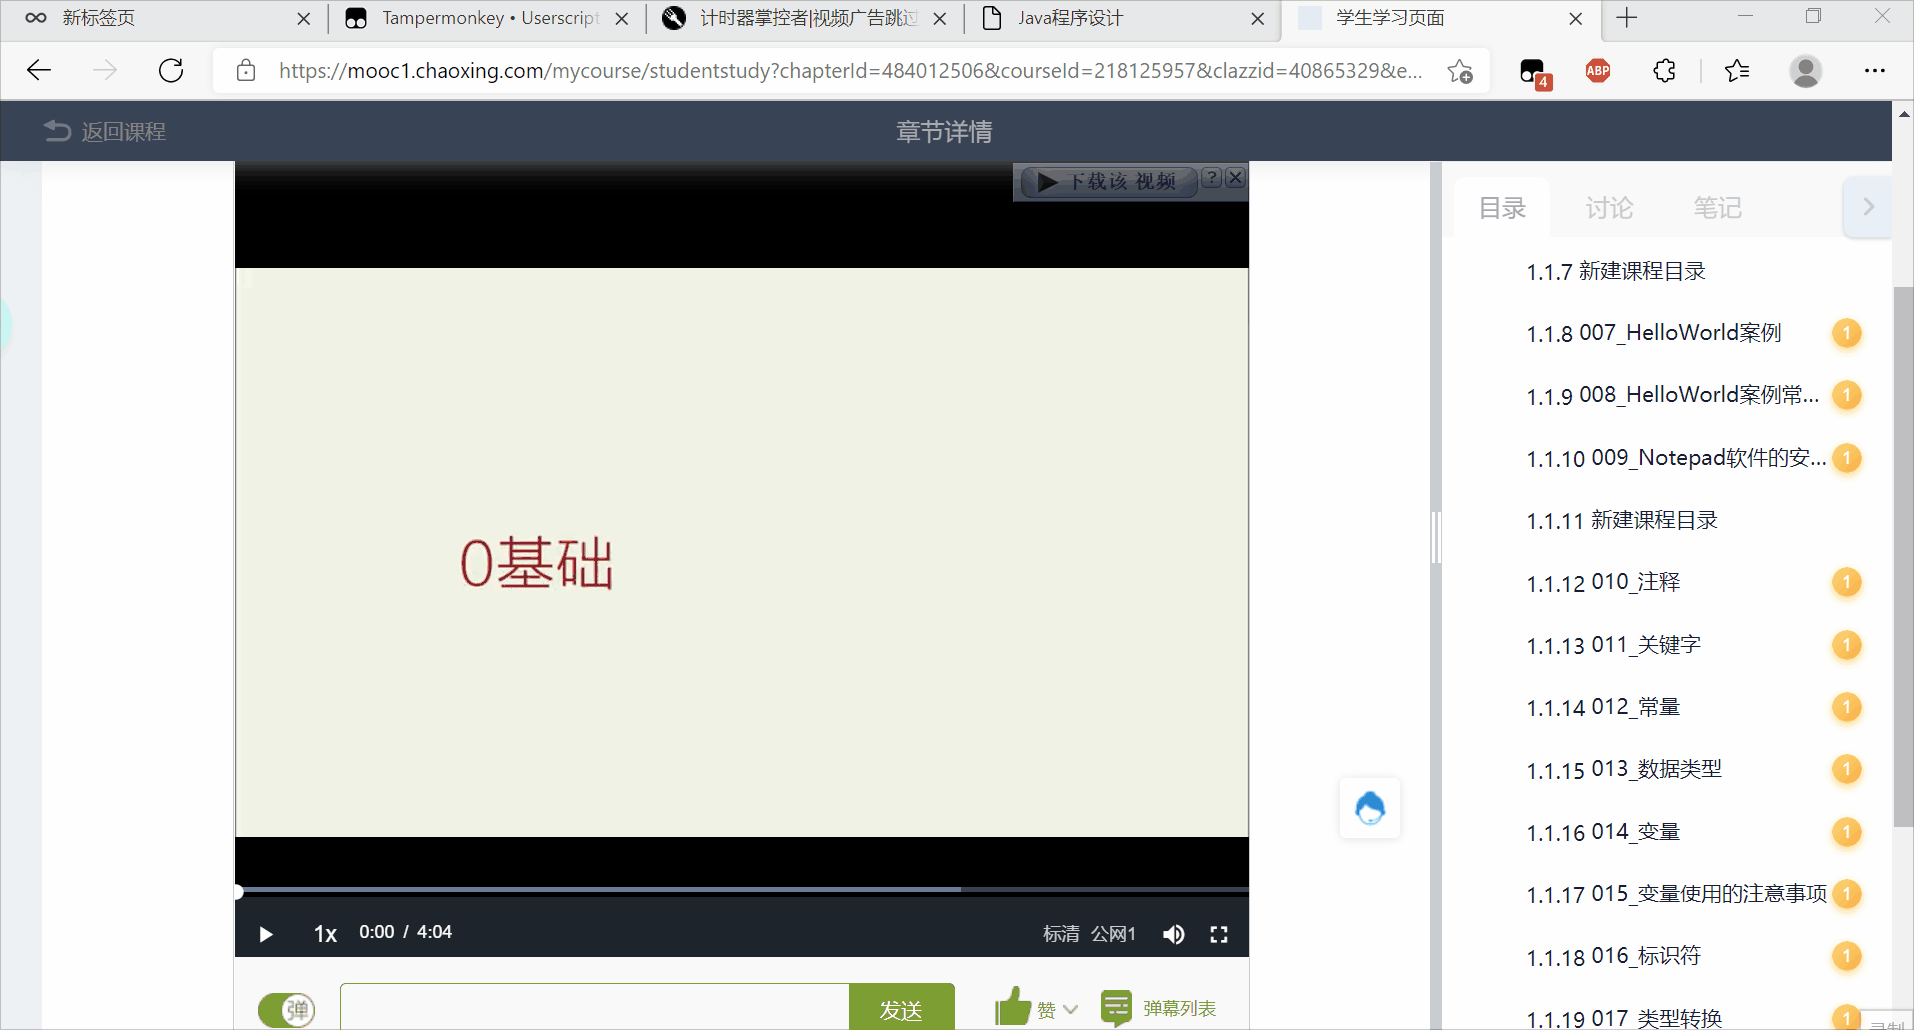 新标签页
Tampermonkey • Userscript
计时器掌控者|视频广告跳过
Java程序设计
学生学习页面
https://mooc1.chaoxing.com/mycourse/studentstudy?chapterId=484012506&courseId=218125957&clazzid=40865329&e...
4
ABP
返回课程
章节详情
下载该 视频
?
目录
讨论
笔记
1.1.7 新建课程目录
1.1.8 007_HelloWorld案例
1
1.1.9 008_HelloWorld案例常...
1
1.1.10 009_Notepad软件的安...
1
1.1.11 新建课程目录
1.1.12 010_注释
1
1.1.13 011_关键字
1
1.1.14 012_常量
1
1.1.15 013_数据类型
1
1.1.16 014_变量
1
1.1.17 015_变量使用的注意事项
1
1.1.18 016_标识符
1
1.1.19 017_类型转换
1
0基础
1x
0:00 / 4:04
标清
公网1
弹
发送
赞
弹幕列表